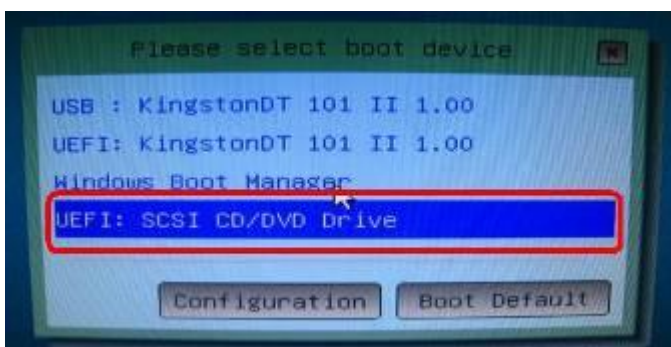 Please select boot device
USB : KingstonDT 101 II 1.00
UEFI: KingstonDT 101 II 1.00
Windows Boot Manager
UEFI: SCSI CD/DVD Drive
Configuration Boot Default